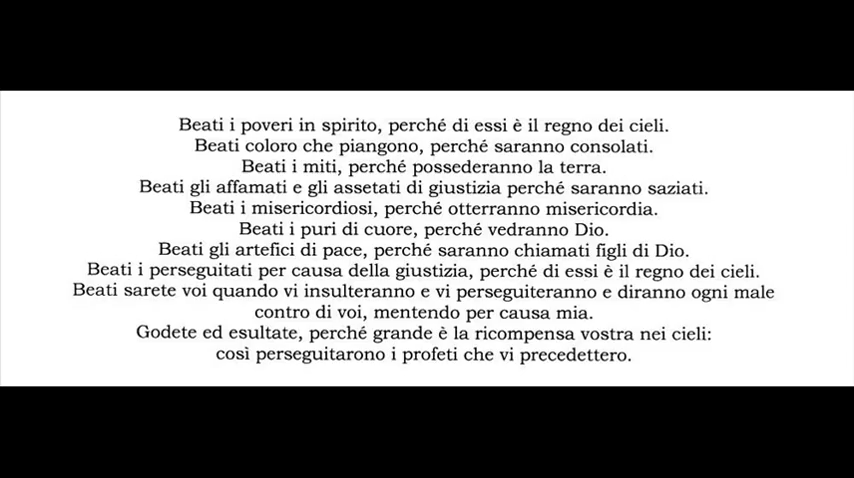 Beati i poveri in spirito, perché di essi è il regno dei cieli.
Beati coloro che piangono, perché saranno consolati.
Beati i miti, perché possederanno la terra.
Beati gli affamati e gli assetati di giustizia perché saranno saziati.
Beati i misericordiosi, perché otterranno misericordia.
Beati i puri di cuore, perché vedranno Dio.
Beati gli artefici di pace, perché saranno chiamati figli di Dio.
Beati i perseguitati per causa della giustizia, perché di essi è il regno dei cieli.
Beati sarete voi quando vi insulteranno e vi perseguiteranno e diranno ogni male
contro di voi, mentendo per causa mia.
Godete ed esultate, perché grande è la ricompensa vostra nei cieli:
così perseguitarono i profeti che vi precedettero.